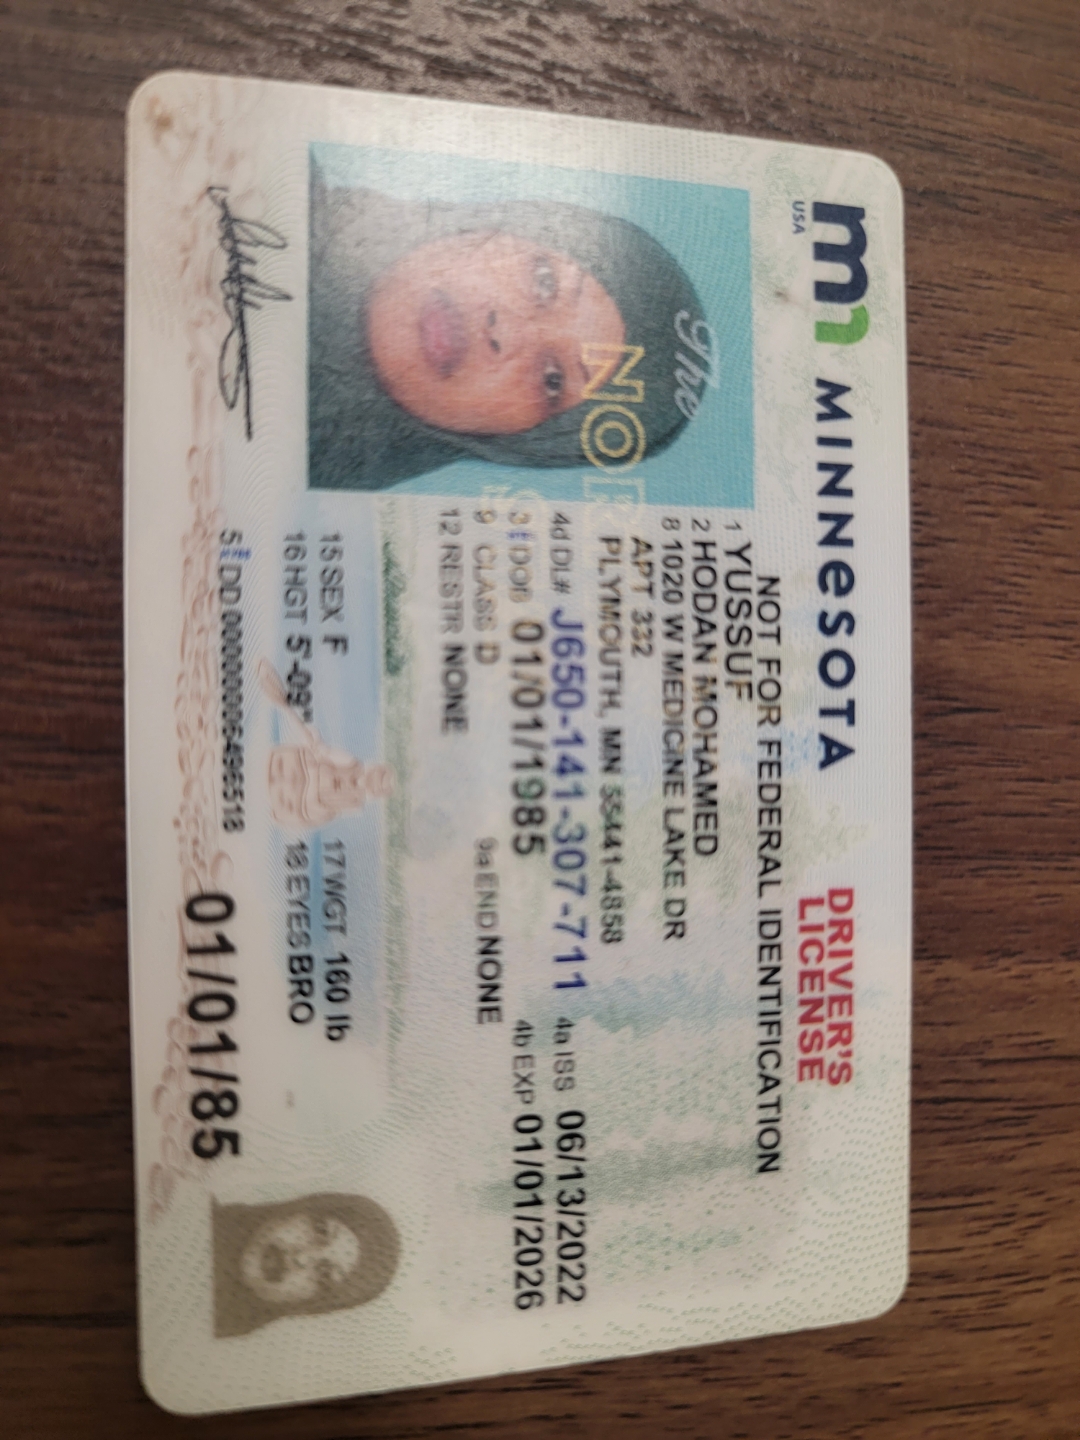 mn MINNESOTA
USA
DRIVER'S
LICENSE
NOT FOR FEDERAL IDENTIFICATION
1 YUSSUF
2 HODAN MOHAMED
8 1020 W MEDICINE LAKE DR
APT 332
PLYMOUTH, MN 55441-4858
4d DL# J650-141-307-711 4a ISS 06/13/2022
3 DOB 01/01/1985 4b EXP 01/01/2026
9 CLASS D 9a END NONE
12 RESTR NONE
The
NOR
15 SEX F 17 WGT 160 lb
16 HGT 5'-09" 18 EYES BRO
5 DD 00000006496518
01/01/85